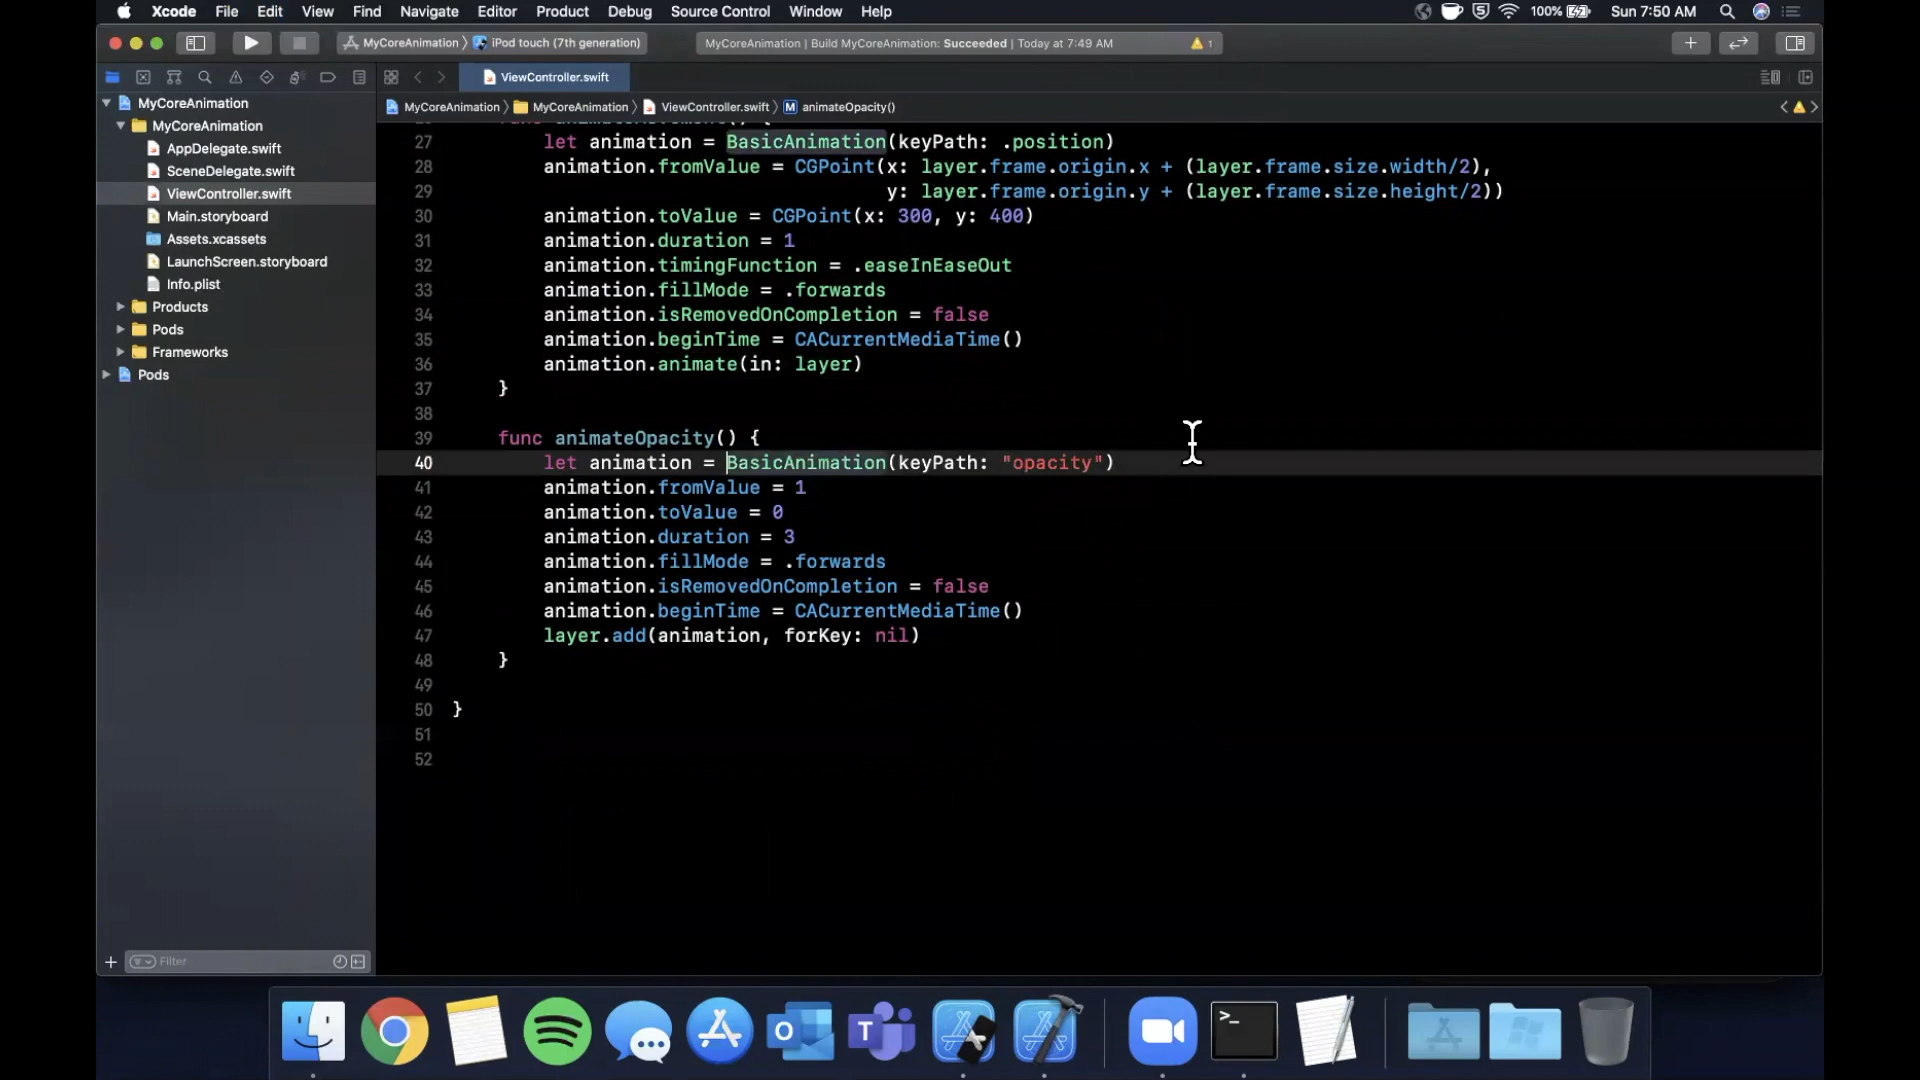 Xcode File Edit View Find Navigate Editor Product Debug Source Control Window Help 100% Sun 7:50 AM
MyCoreAnimation iPod touch (7th generation) MyCoreAnimation | Build MyCoreAnimation: Succeeded | Today at 7:49 AM 1
ViewController.swift
MyCoreAnimation MyCoreAnimation ViewController.swift M animateOpacity()
MyCoreAnimation
MyCoreAnimation
AppDelegate.swift
SceneDelegate.swift
ViewController.swift
Main.storyboard
Assets.xcassets
LaunchScreen.storyboard
Info.plist
Products
Pods
Frameworks
Pods
Filter
27 let animation = BasicAnimation(keyPath: .position)
28 animation.fromValue = CGPoint(x: layer.frame.origin.x + (layer.frame.size.width/2),
29 y: layer.frame.origin.y + (layer.frame.size.height/2))
30 animation.toValue = CGPoint(x: 300, y: 400)
31 animation.duration = 1
32 animation.timingFunction = .easeInEaseOut
33 animation.fillMode = .forwards
34 animation.isRemovedOnCompletion = false
35 animation.beginTime = CACurrentMediaTime()
36 animation.animate(in: layer)
37 }
38
39 func animateOpacity() {
40 let animation = BasicAnimation(keyPath: "opacity")
41 animation.fromValue = 1
42 animation.toValue = 0
43 animation.duration = 3
44 animation.fillMode = .forwards
45 animation.isRemovedOnCompletion = false
46 animation.beginTime = CACurrentMediaTime()
47 layer.add(animation, forKey: nil)
48 }
49
50 }
51
52